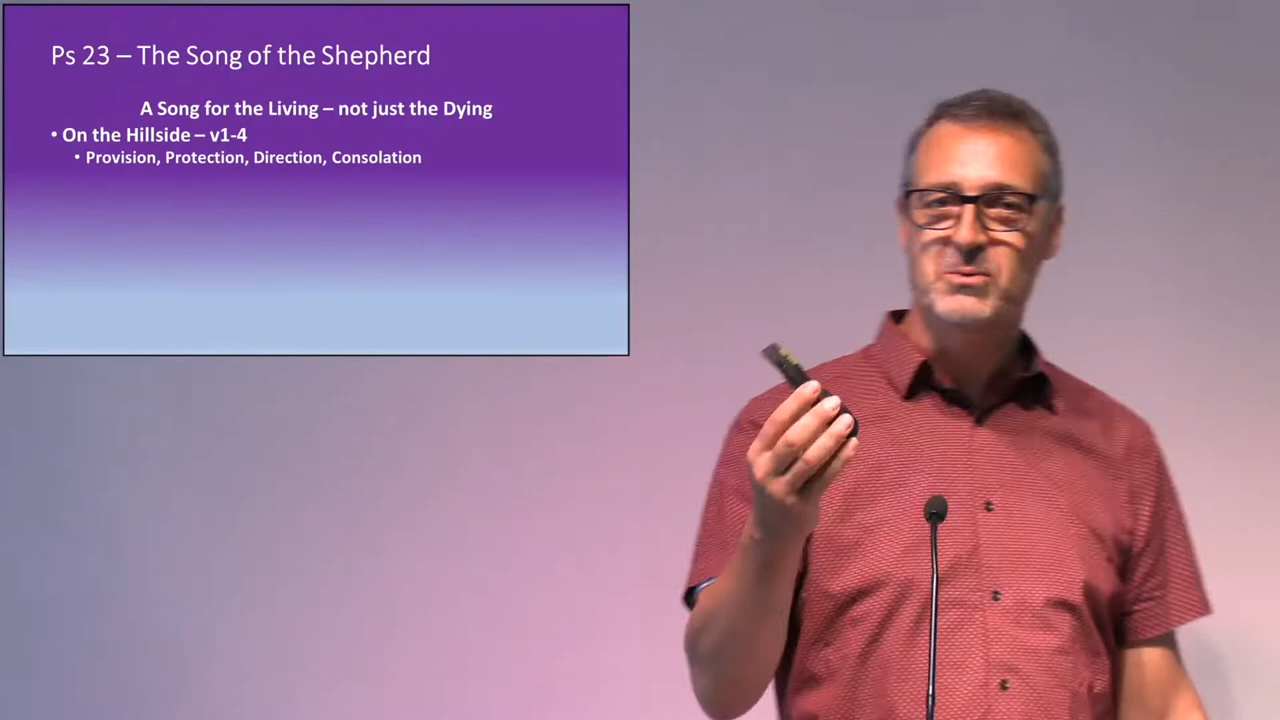 Ps 23 – The Song of the Shepherd
A Song for the Living – not just the Dying
• On the Hillside – v1-4
• Provision, Protection, Direction, Consolation